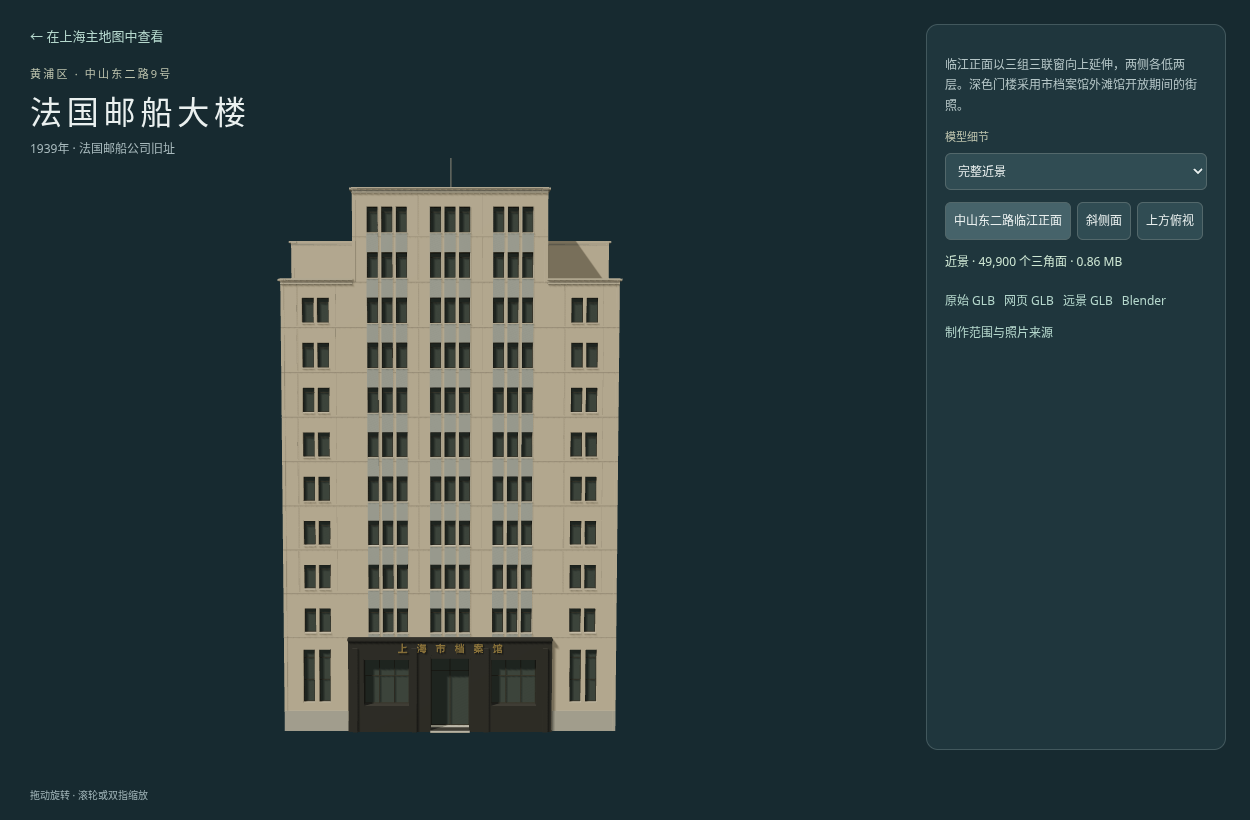 ← 在上海主地图中查看
黄浦区 · 中山东二路9号
法国邮船大楼
1939年 · 法国邮船公司旧址
上海市档案馆
拖动旋转 · 滚轮或双指缩放
临江正面以三组三联窗向上延伸，两侧各低两
层。深色门楼采用市档案馆外滩馆开放期间的街
照。
模型细节
完整近景
中山东二路临江正面 斜侧面 上方俯视
近景 · 49,900 个三角面 · 0.86 MB
原始 GLB 网页 GLB 远景 GLB Blender
制作范围与照片来源